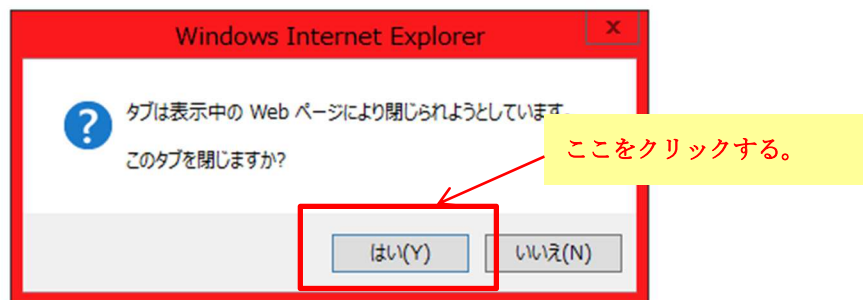 Windows Internet Explorer
x
?
タブは表示中の Web ページにより閉じられようとしています。
このタブを閉じますか?
ここをクリックする。
はい(Y)
いいえ(N)